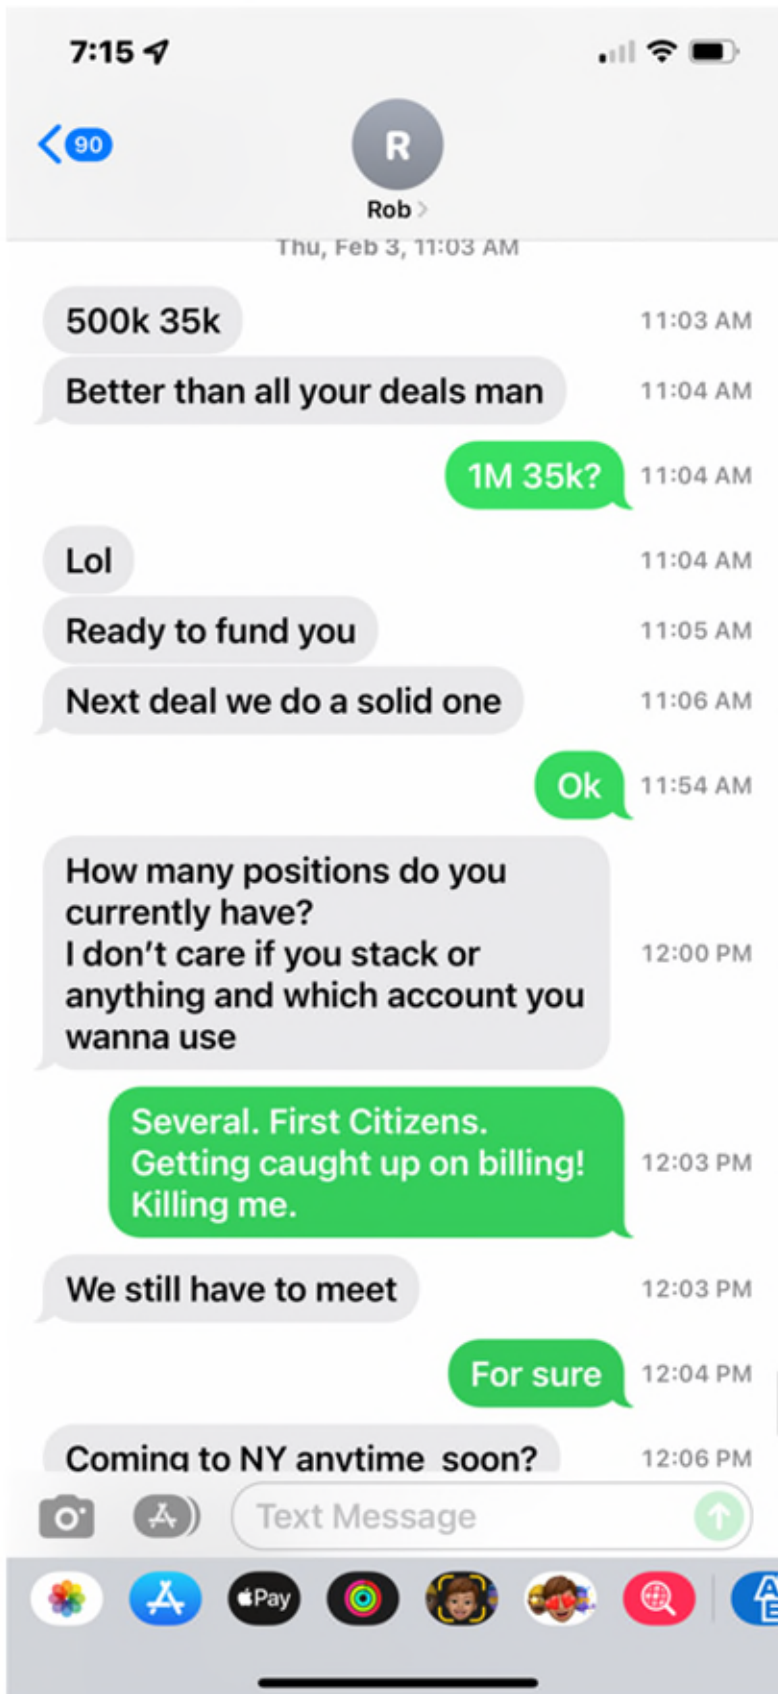 7:15
90
R
Rob
Thu, Feb 3, 11:03 AM
500k 35k
11:03 AM
Better than all your deals man
11:04 AM
1M 35k?
11:04 AM
Lol
11:04 AM
Ready to fund you
11:05 AM
Next deal we do a solid one
11:06 AM
Ok
11:54 AM
How many positions do you
currently have?
I don't care if you stack or
anything and which account you
wanna use
12:00 PM
Several. First Citizens.
Getting caught up on billing!
Killing me.
12:03 PM
We still have to meet
12:03 PM
For sure
12:04 PM
Coming to NY anytime soon?
12:06 PM
Text Message
Pay